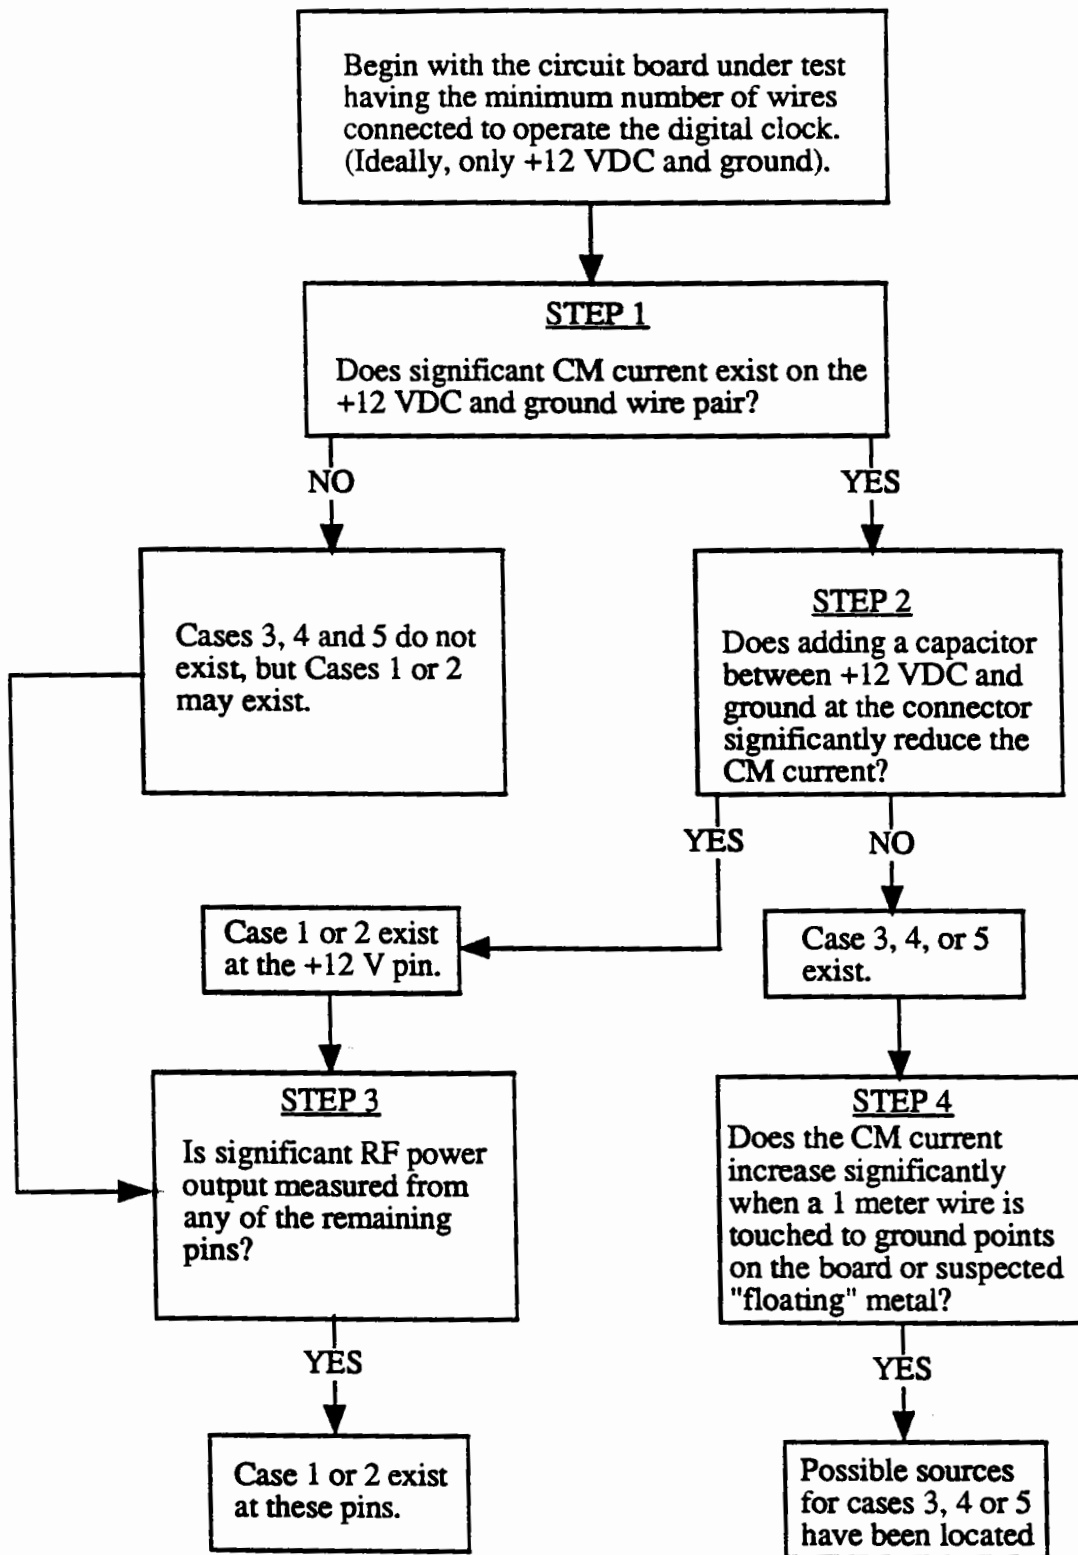 Begin with the circuit board under test
having the minimum number of wires
connected to operate the digital clock.
(Ideally, only +12 VDC and ground).
STEP 1
Does significant CM current exist on the
+12 VDC and ground wire pair?
NO
YES
Cases 3, 4 and 5 do not
exist, but Cases 1 or 2
may exist.
STEP 2
Does adding a capacitor
between +12 VDC and
ground at the connector
significantly reduce the
CM current?
YES
NO
Case 1 or 2 exist
at the +12 V pin.
Case 3, 4, or 5
exist.
STEP 3
Is significant RF power
output measured from
any of the remaining
pins?
STEP 4
Does the CM current
increase significantly
when a 1 meter wire is
touched to ground points
on the board or suspected
"floating" metal?
YES
YES
Case 1 or 2 exist
at these pins.
Possible sources
for cases 3, 4 or 5
have been located